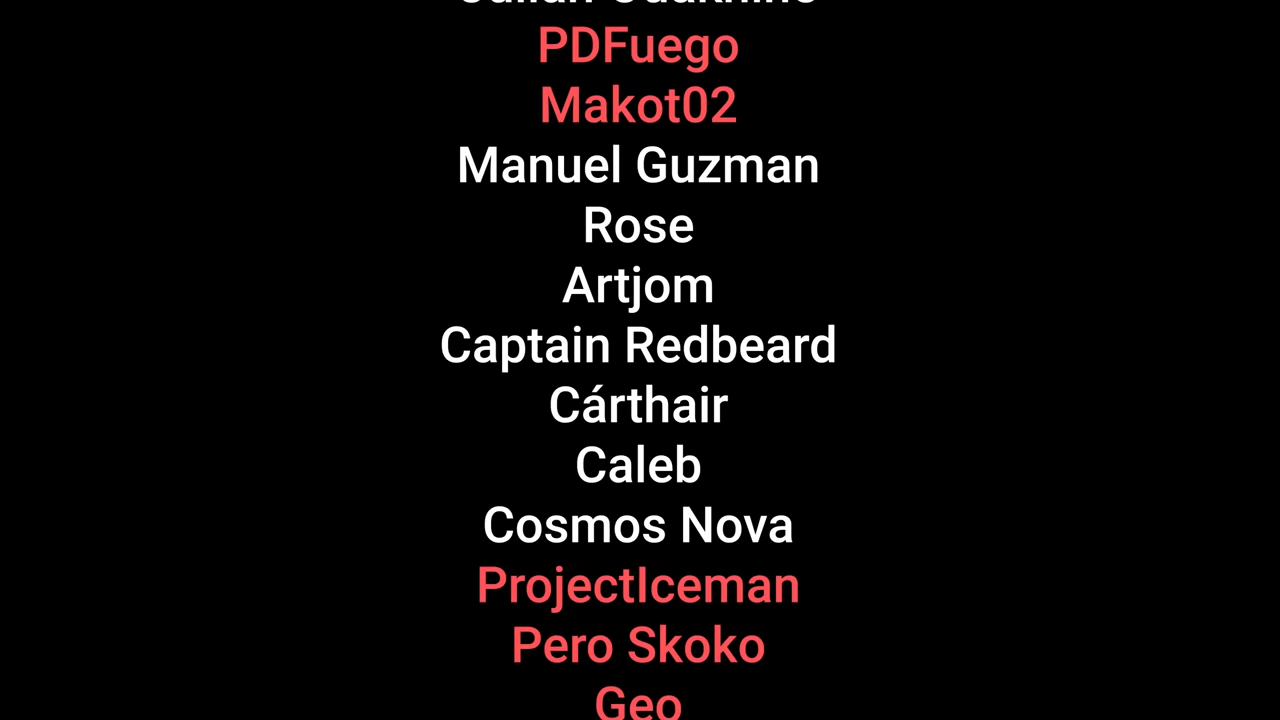 PDFuego
Makot02
Manuel Guzman
Rose
Artjom
Captain Redbeard
Cárthair
Caleb
Cosmos Nova
ProjectIceman
Pero Skoko
Geo